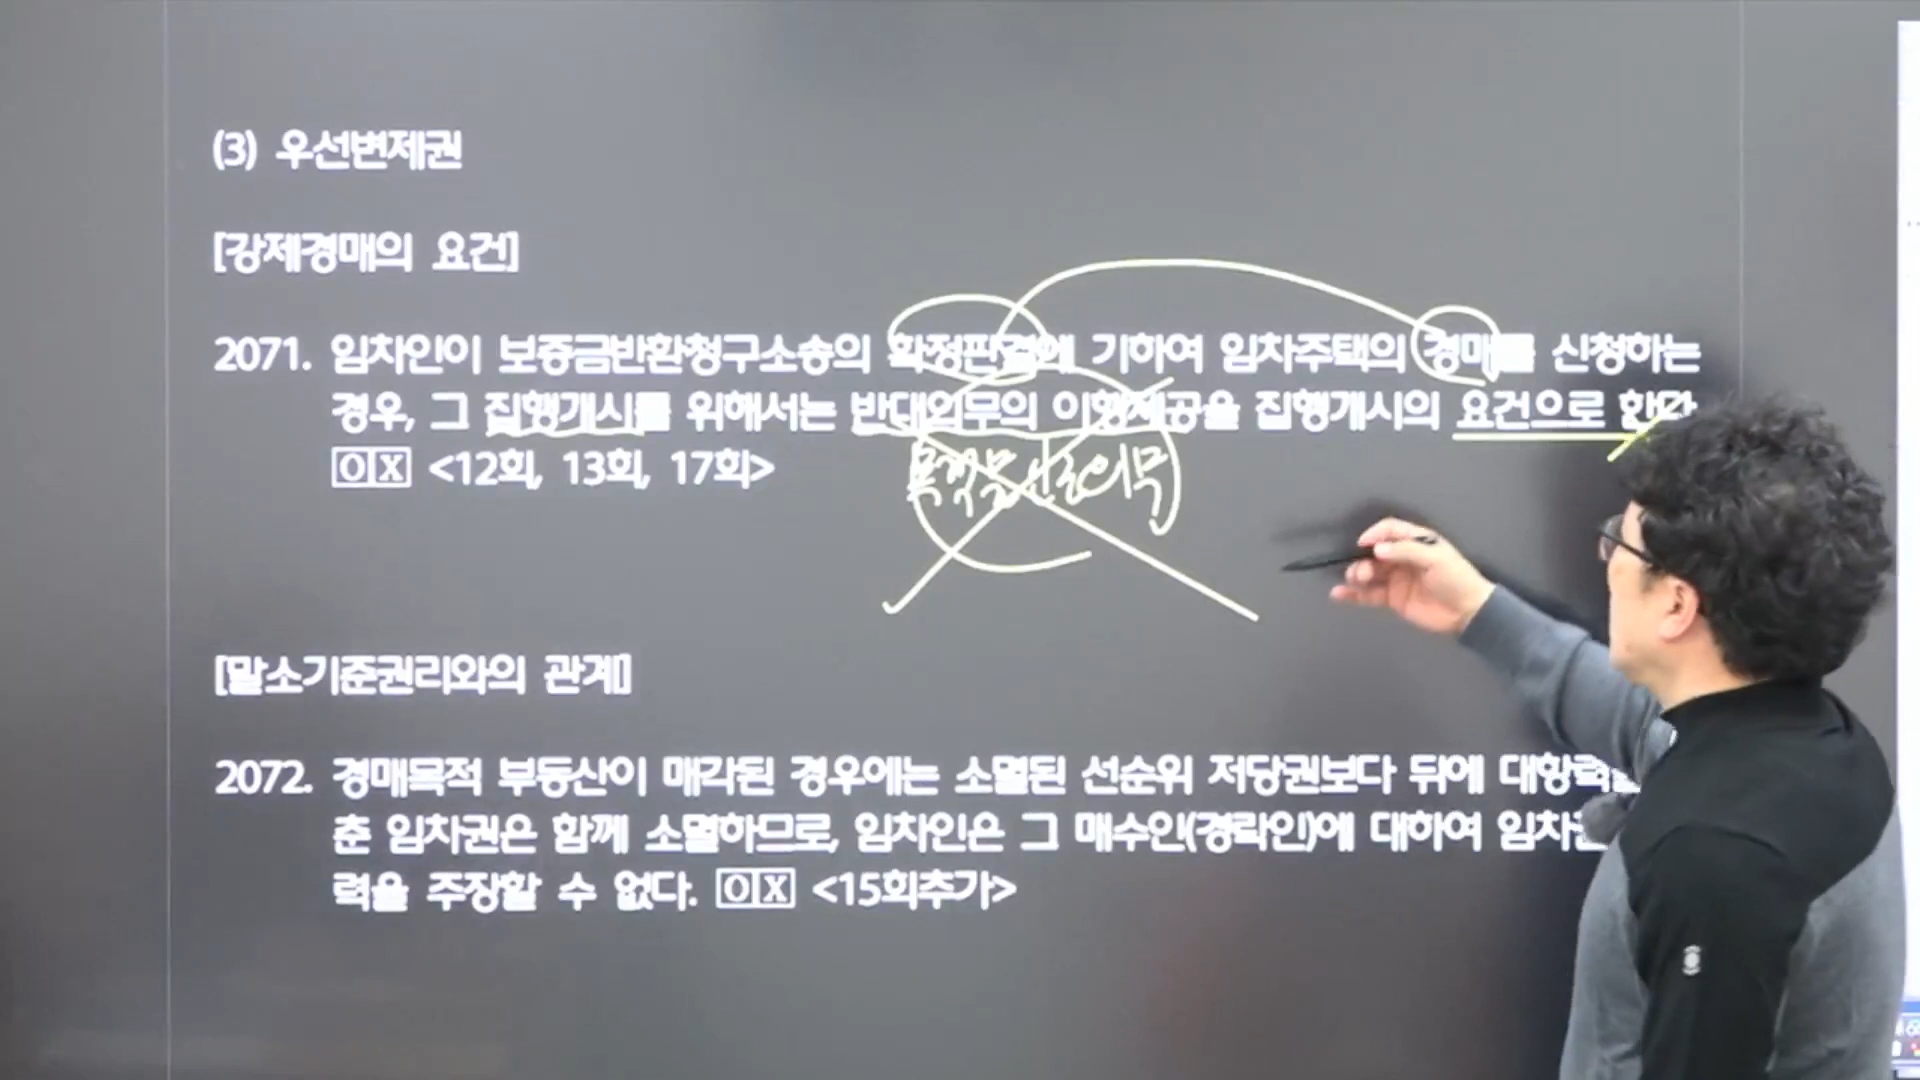 (3) 우선변제권
[강제경매의 요건]
2071. 임차인이 보증금반환청구소송의 확정판결에 기하여 임차주택의 경매를 신청하는
경우, 그 집행개시를 위해서는 반대의무의 이행제공을 집행개시의 요건으로 한다.
O X <12회, 13회, 17회>
목적물 인도의무
[말소기준권리와의 관계]
2072. 경매목적 부동산이 매각된 경우에는 소멸된 선순위 저당권보다 뒤에 대항력을
춘 임차권은 함께 소멸하므로, 임차인은 그 매수인(경락인)에 대하여
력을 주장할 수 없다. O X <15회추가>